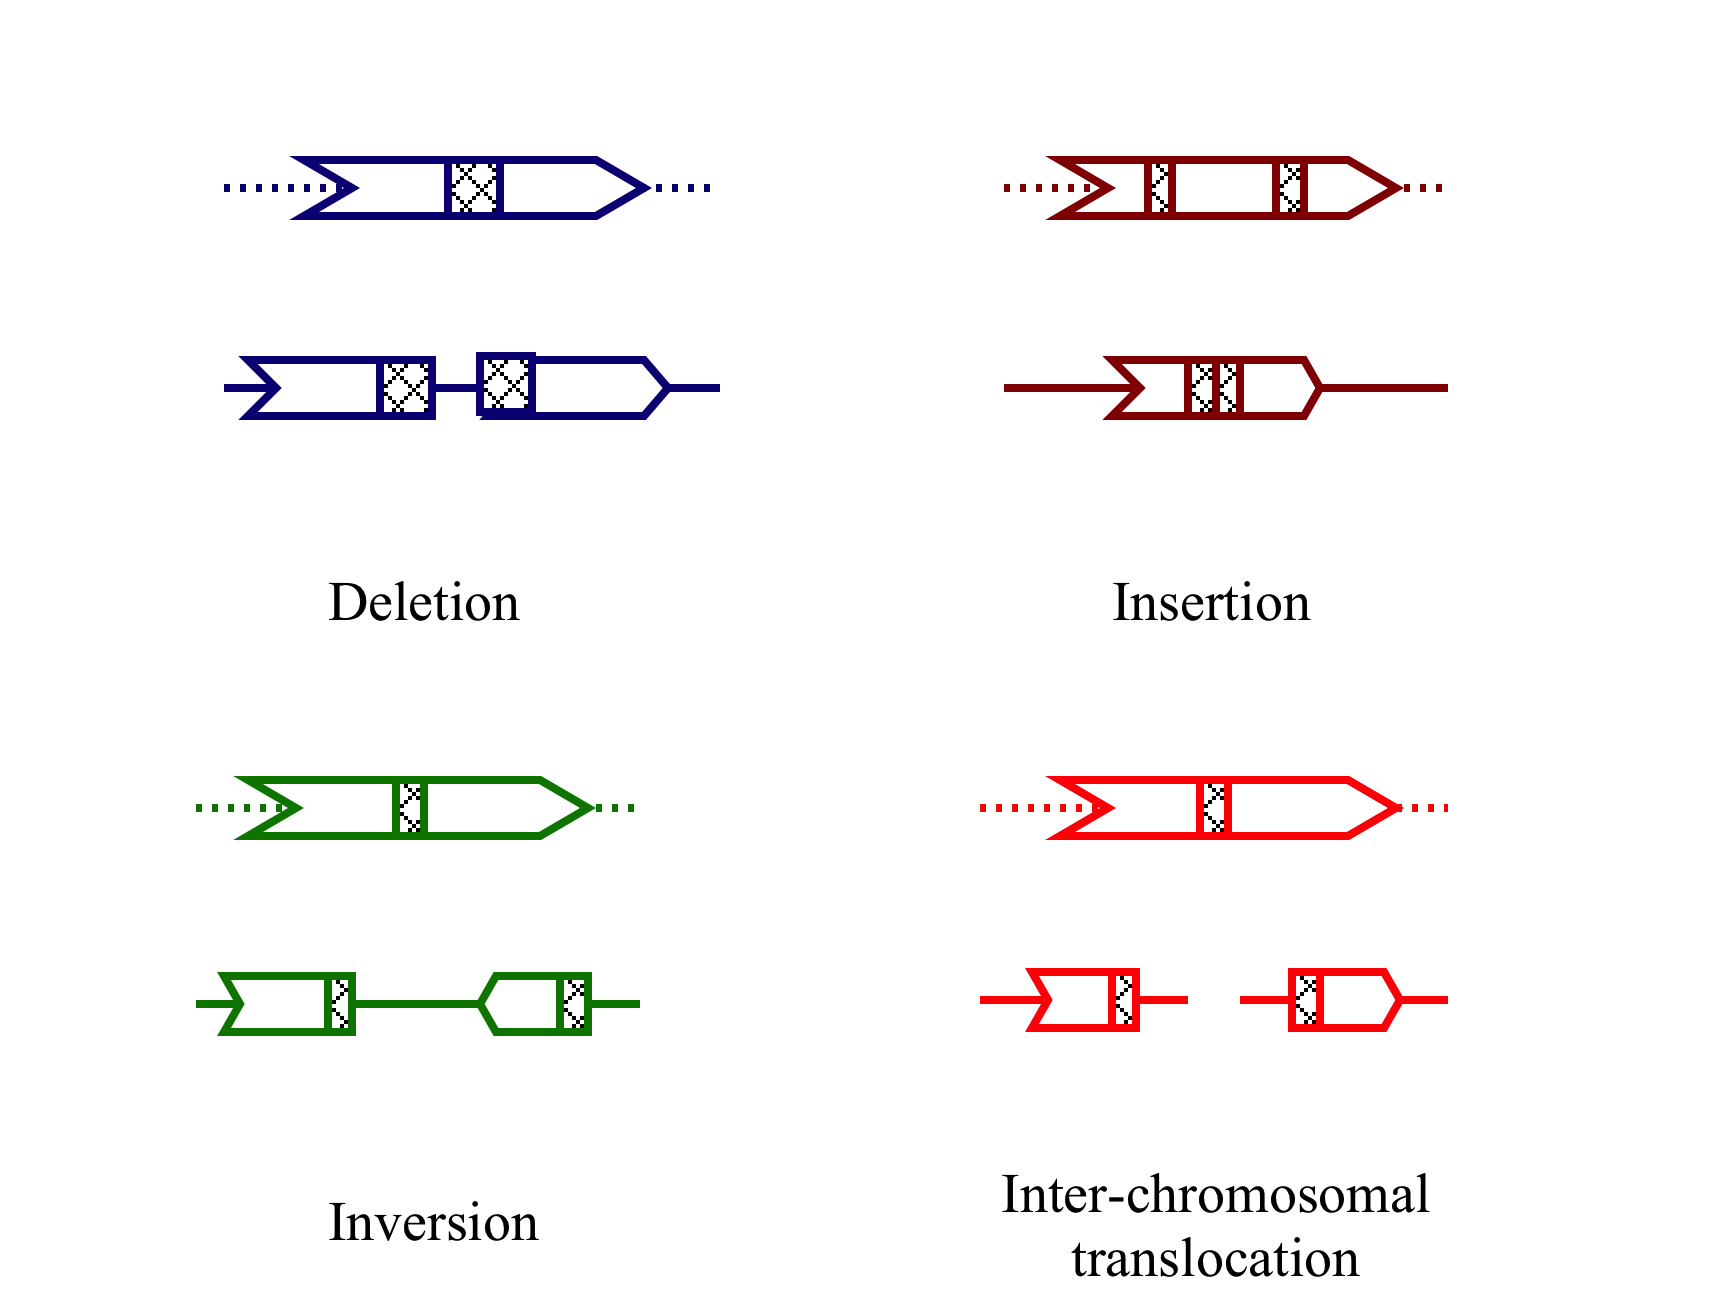 Deletion
Insertion
Inversion
Inter-chromosomal
translocation